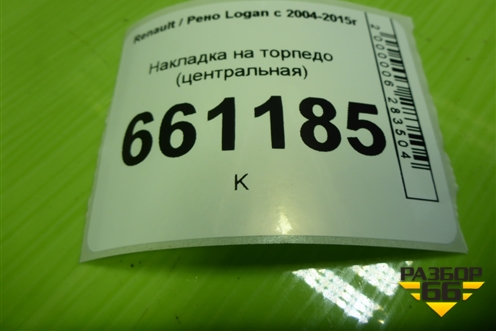 Renault / Рено Logan с 2004-2015г
Накладка на торпедо
(центральная)
661185
К
2000006283504
РАЗБОР
66